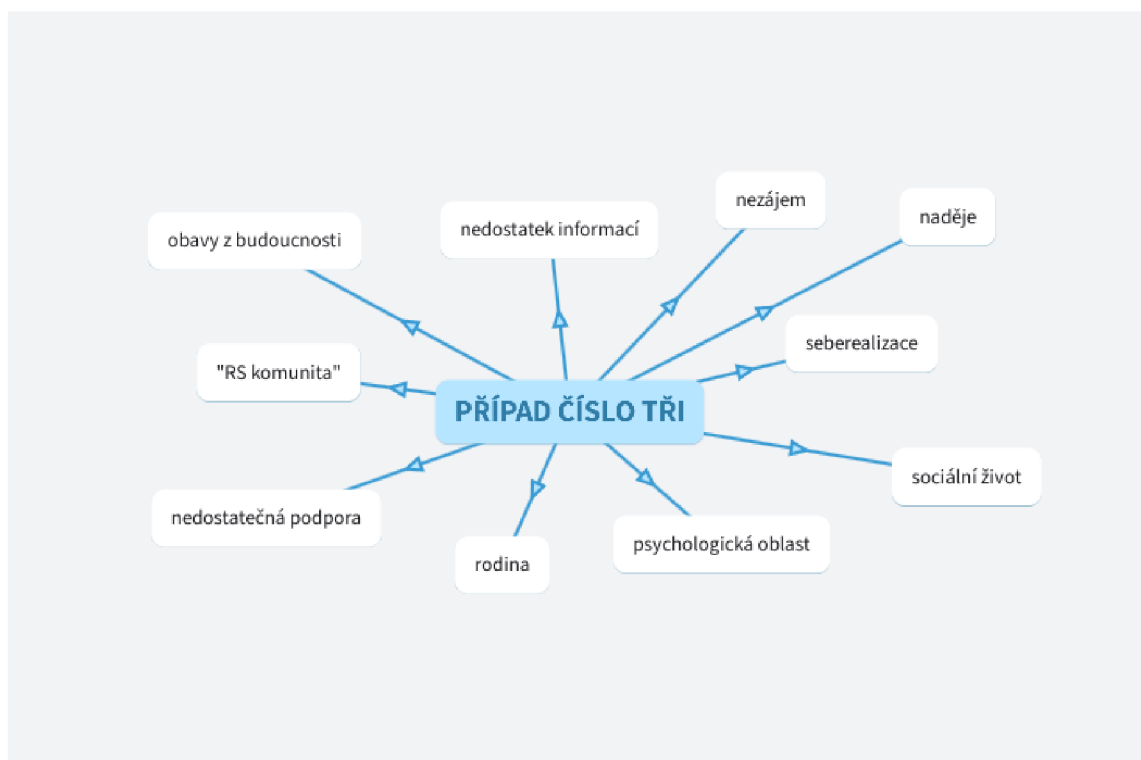 nezájem
naděje
nedostatek informací
obavy z budoucnosti
seberealizace
"RS komunita"
PŘÍPAD ČÍSLO TŘI
sociální život
nedostatečná podpora
psychologická oblast
rodina